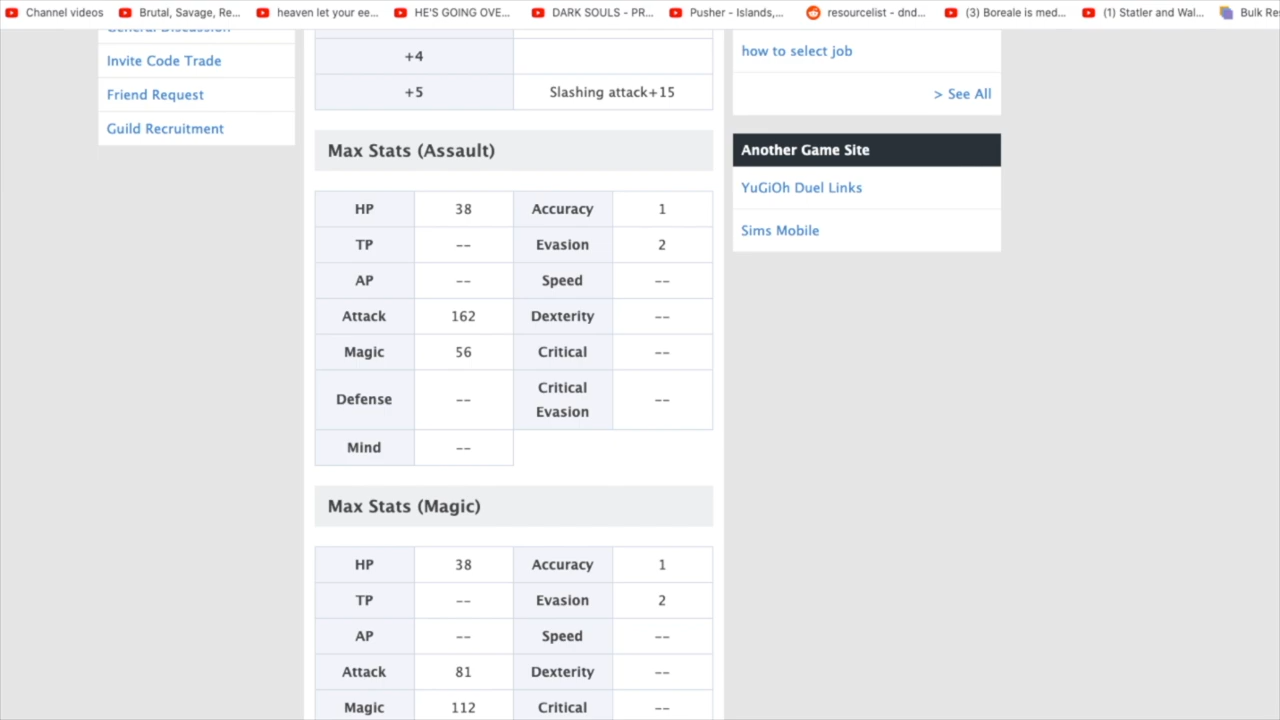 Channel videos Brutal, Savage, Re... heaven let your ee... HE'S GOING OVE... DARK SOULS - PR... Pusher - Islands,... resourcelist - dnd... (3) Boreale is med... (1) Statler and Wal... Bulk Re
General Discussion
Invite Code Trade
Friend Request
Guild Recruitment
+4
+5 Slashing attack+15
Max Stats (Assault)
HP 38 Accuracy 1
TP -- Evasion 2
AP -- Speed --
Attack 162 Dexterity --
Magic 56 Critical --
Defense -- Critical Evasion --
Mind --
Max Stats (Magic)
HP 38 Accuracy 1
TP -- Evasion 2
AP -- Speed --
Attack 81 Dexterity --
Magic 112 Critical --
how to select job
> See All
Another Game Site
YuGiOh Duel Links
Sims Mobile